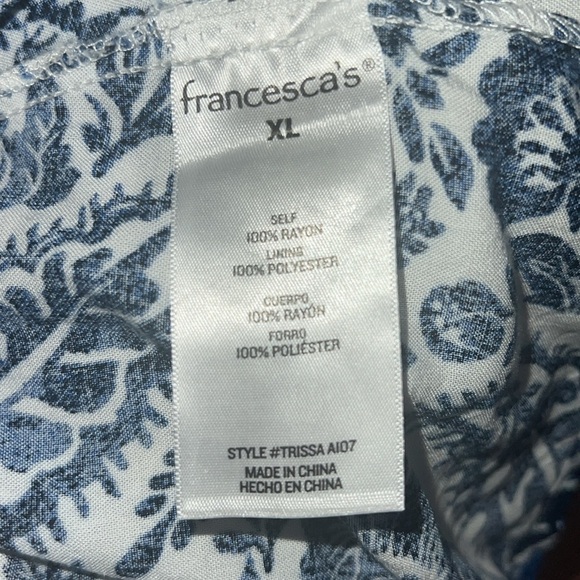 francesca's®
XL
SELF
100% RAYON
LINING
100% POLYESTER
CUERPO
100% RAYÓN
FORRO
100% POLIÉSTER
STYLE #TRISSA AI07
MADE IN CHINA
HECHO EN CHINA